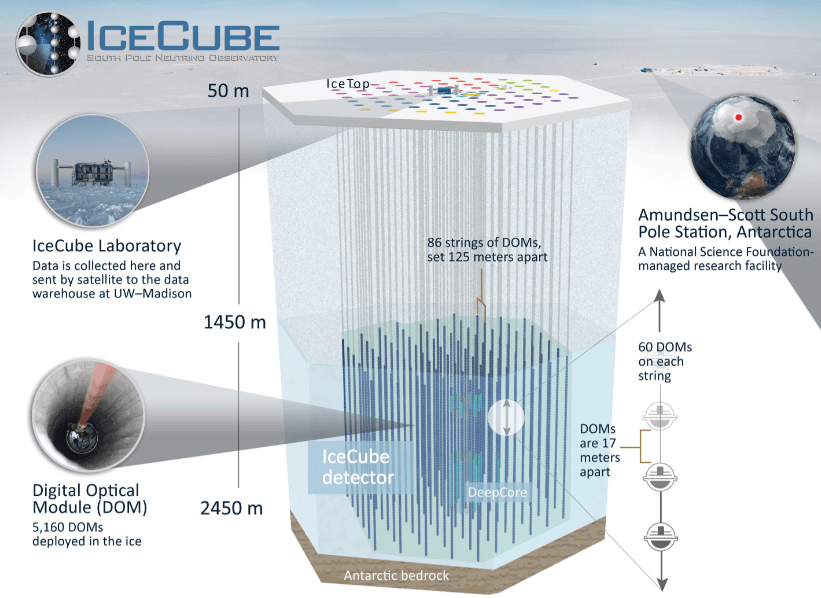 ICECUBE
SOUTH POLE NEUTRINO OBSERVATORY
50 m
IceTop
IceCube Laboratory
Data is collected here and
sent by satellite to the data
warehouse at UW–Madison
86 strings of DOMs,
set 125 meters apart
Amundsen–Scott South
Pole Station, Antarctica
A National Science Foundation-
managed research facility
1450 m
60 DOMs
on each
string
DOMs
are 17
meters
apart
IceCube
detector
DeepCore
Digital Optical
Module (DOM)
5,160 DOMs
deployed in the ice
2450 m
Antarctic bedrock